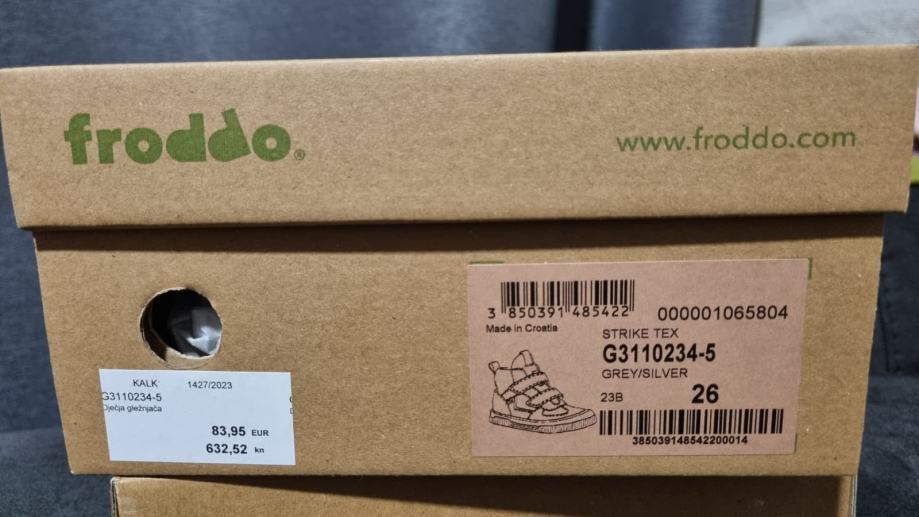 froddo®
www.froddo.com
3 850391 485422
000001065804
Made in Croatia
STRIKE TEX
G3110234-5
GREY/SILVER
23B
26
385039148542200014
KALK 1427/2023
G3110234-5
Dječja gležnjača
83,95 EUR
632,52 kn